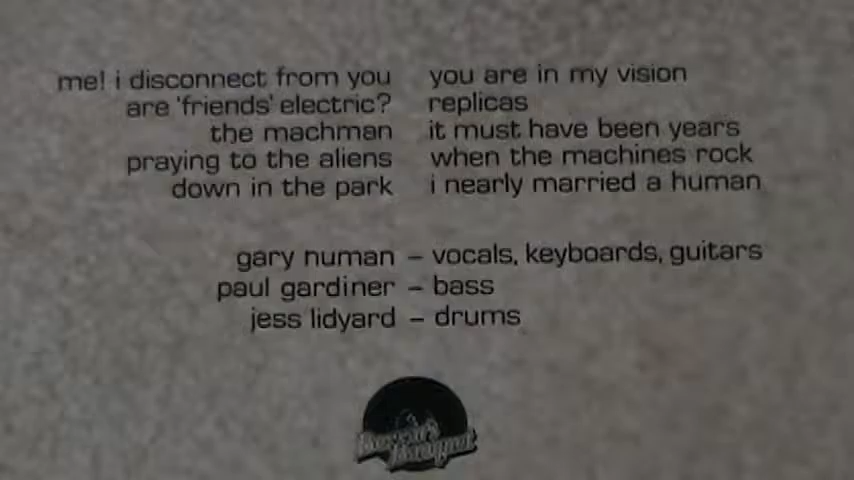 me! i disconnect from you
are 'friends' electric?
the machman
praying to the aliens
down in the park
you are in my vision
replicas
it must have been years
when the machines rock
i nearly married a human
gary numan – vocals, keyboards, guitars
paul gardiner – bass
jess lidyard – drums
Beggars
Banquet